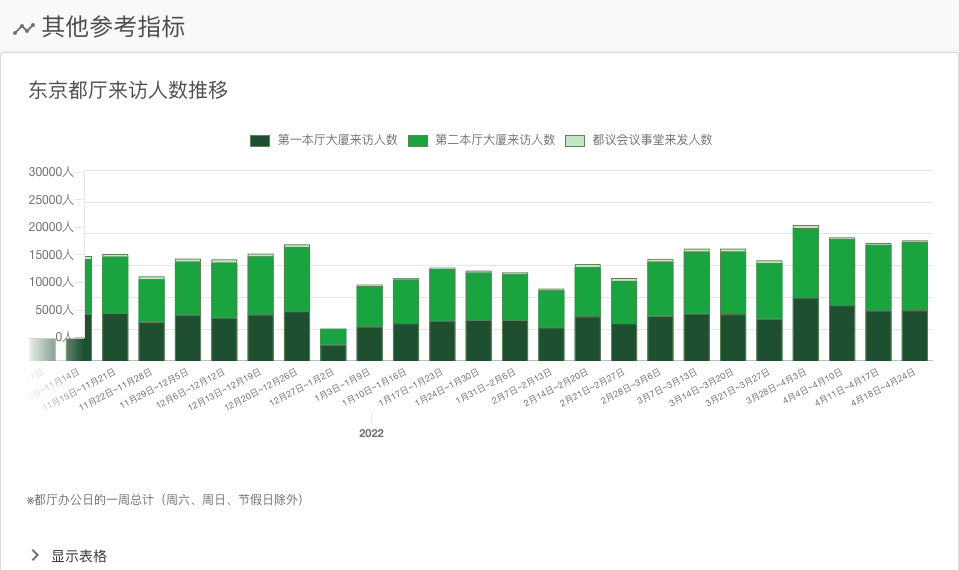 其他参考指标
东京都厅来访人数推移
第一本厅大厦来访人数 第二本厅大厦来访人数 都议会议事堂来发人数
30000人
25000人
20000人
15000人
10000人
5000人
0人
11月15日~11月21日
11月22日~11月28日
11月29日~12月5日
12月6日~12月12日
12月13日~12月19日
12月20日~12月26日
12月27日~1月2日
1月3日~1月9日
1月10日~1月16日
1月17日~1月23日
1月24日~1月30日
1月31日~2月6日
2月7日~2月13日
2月14日~2月20日
2月21日~2月27日
2月28日~3月6日
3月7日~3月13日
3月14日~3月20日
3月21日~3月27日
3月28日~4月3日
4月4日~4月10日
4月11日~4月17日
4月18日~4月24日
2022
※都厅办公日的一周总计（周六、周日、节假日除外）
显示表格